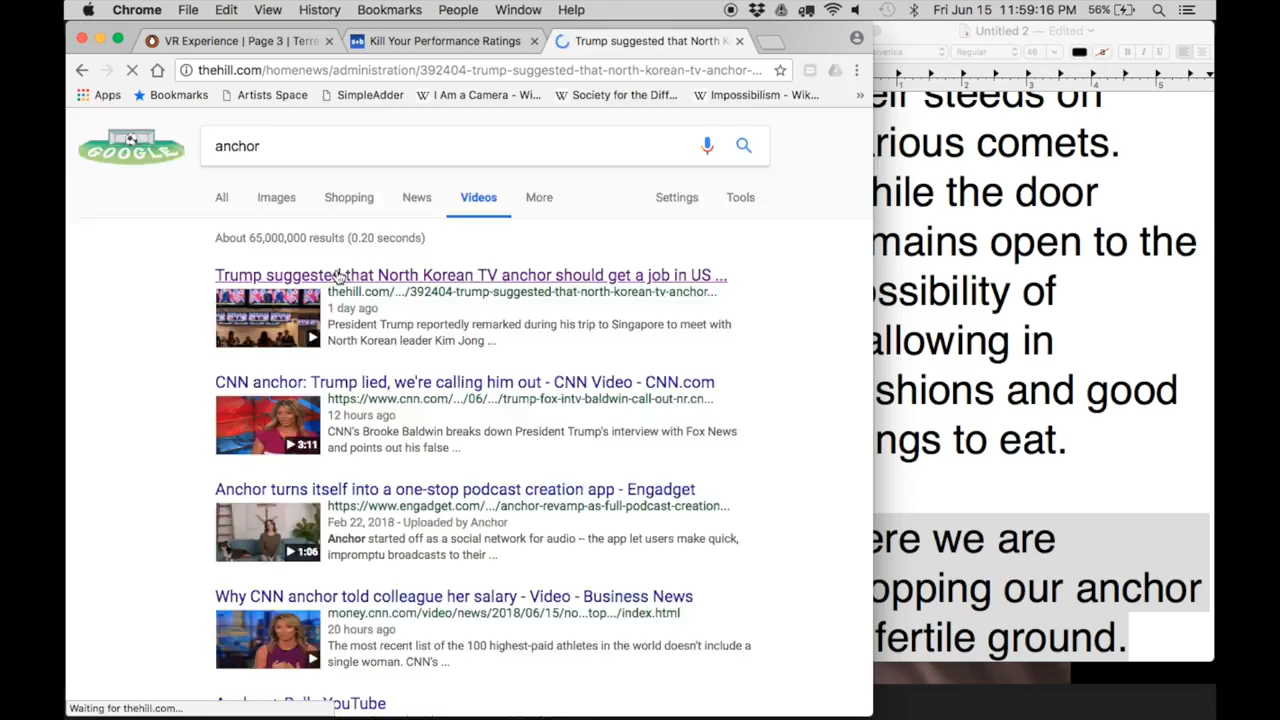 Chrome File Edit View History Bookmarks People Window Help Fri Jun 15 11:59:16 PM 56%
VR Experience | Page 3 | Terre
Kill Your Performance Ratings
Trump suggested that North K
Untitled 2 — Edited
thehill.com/homenews/administration/392404-trump-suggested-that-north-korean-tv-anchor-...
Regular 46 B I U
Apps Bookmarks Artists Space SimpleAdd I Am a Camera - Wi... Society for the Diff... Impossibilism - Wik... »
1 2 3 4 5
GOOGLE
anchor
All Images Shopping News Videos More Settings Tools
About 65,000,000 results (0.20 seconds)
Trump suggested that North Korean TV anchor should get a job in US ...
thehill.com/.../392404-trump-suggested-that-north-korean-tv-anchor...
1 day ago
President Trump reportedly remarked during his trip to Singapore to meet with
North Korean leader Kim Jong ...
CNN anchor: Trump lied, we're calling him out - CNN Video - CNN.com
https://www.cnn.com/.../06/.../trump-fox-intv-baldwin-call-out-nr.cn...
12 hours ago
CNN's Brooke Baldwin breaks down President Trump's interview with Fox News
and points out his false ...
3:11
Anchor turns itself into a one-stop podcast creation app - Engadget
https://www.engadget.com/.../anchor-revamp-as-full-podcast-creation...
Feb 22, 2018 - Uploaded by Anchor
Anchor started off as a social network for audio -- the app let users make quick,
impromptu broadcasts to their ...
1:06
Why CNN anchor told colleague her salary - Video - Business News
money.cnn.com/video/news/2018/06/15/no...top.../index.html
20 hours ago
The most recent list of the 100 highest-paid athletes in the world doesn't include a
single woman. CNN's ...
YouTube
Waiting for thehill.com...
eir steeds on
rious comets.
hile the door
mains open to the
ssibility of
allowing in
shions and good
ngs to eat.
ere we are
opping our anchor
fertile ground.